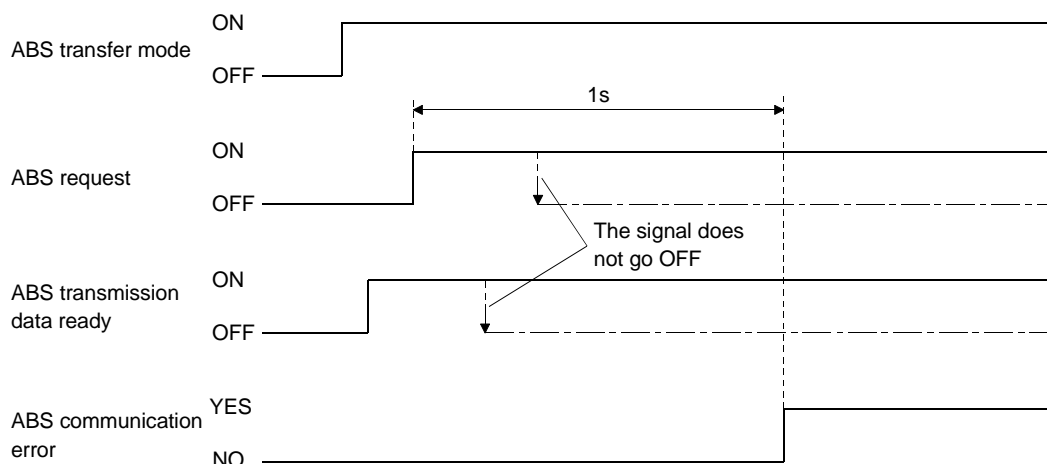 ON
ABS transfer mode
OFF
1s
ON
ABS request
OFF
The signal does
not go OFF
ON
ABS transmission
data ready
OFF
YES
ABS communication
error
NO